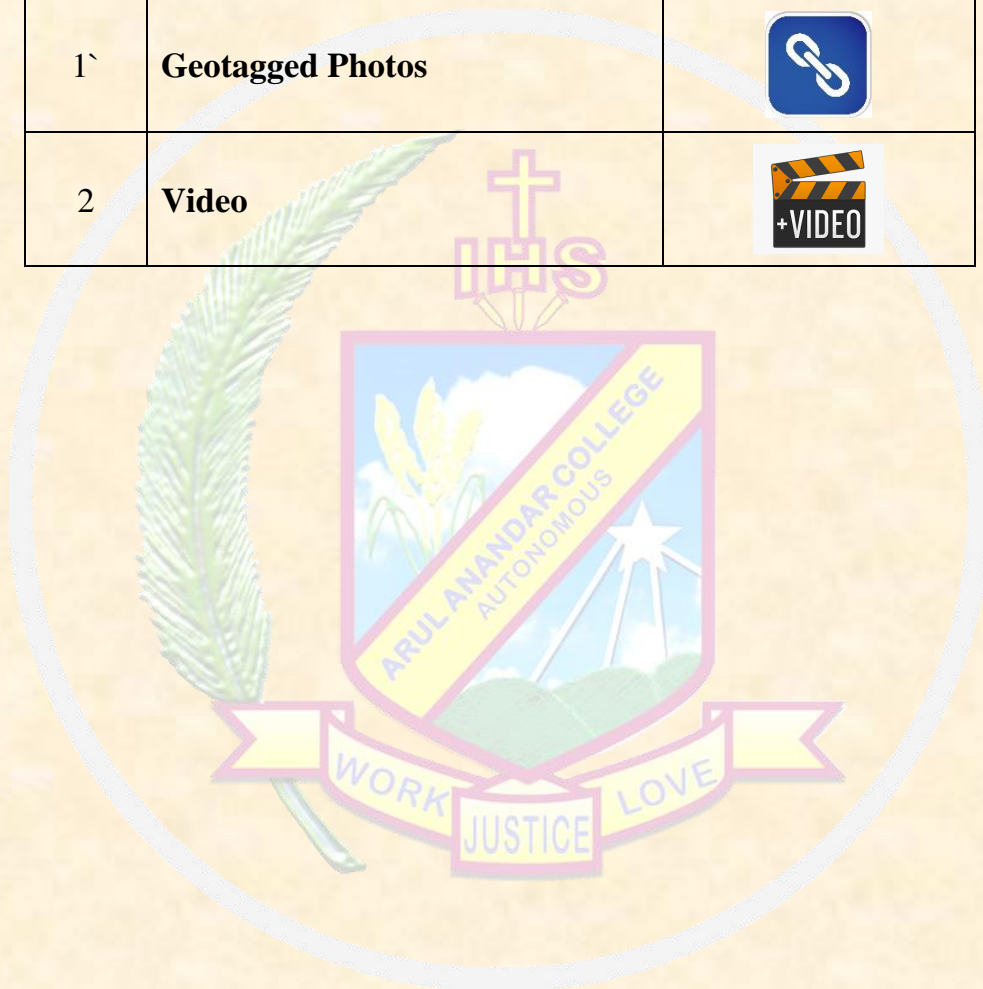 1` Geotagged Photos
2 Video +VIDEO
IHS
ARUL ANANDAR COLLEGE
AUTONOMOUS
WORK JUSTICE LOVE